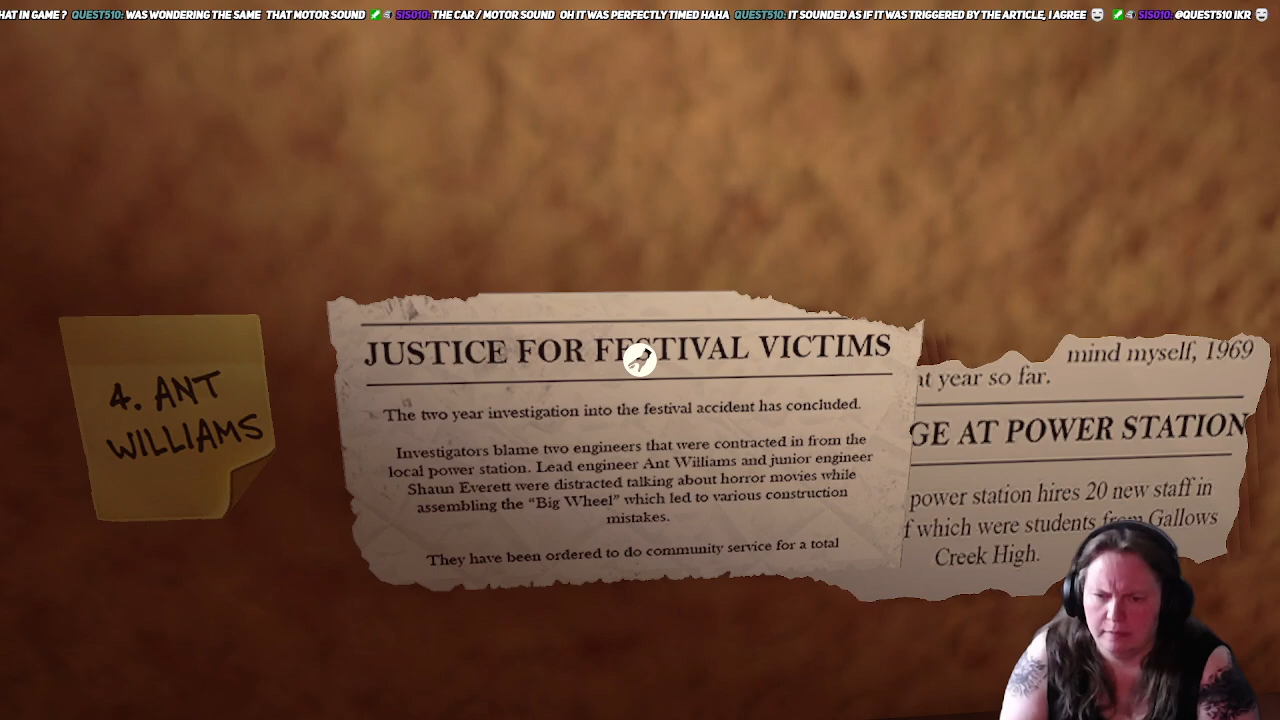 HAT IN GAME ? QUEST510: WAS WONDERING THE SAME THAT MOTOR SOUND SIS010: THE CAR / MOTOR SOUND OH IT WAS PERFECTLY TIMED HAHA QUEST510: IT SOUNDED AS IF IT WAS TRIGGERED BY THE ARTICLE, I AGREE SIS010: @QUEST510 IKR
4. ANT
WILLIAMS
JUSTICE FOR FESTIVAL VICTIMS
The two year investigation into the festival accident has concluded.
Investigators blame two engineers that were contracted in from the
local power station. Lead engineer Ant Williams and junior engineer
Shaun Everett were distracted talking about horror movies while
assembling the "Big Wheel" which led to various construction
mistakes.
They have been ordered to do community service for a total
mind myself, 1969
at year so far.
GE AT POWER STATION
power station hires 20 new staff in
f which were students from Gallows
Creek High.